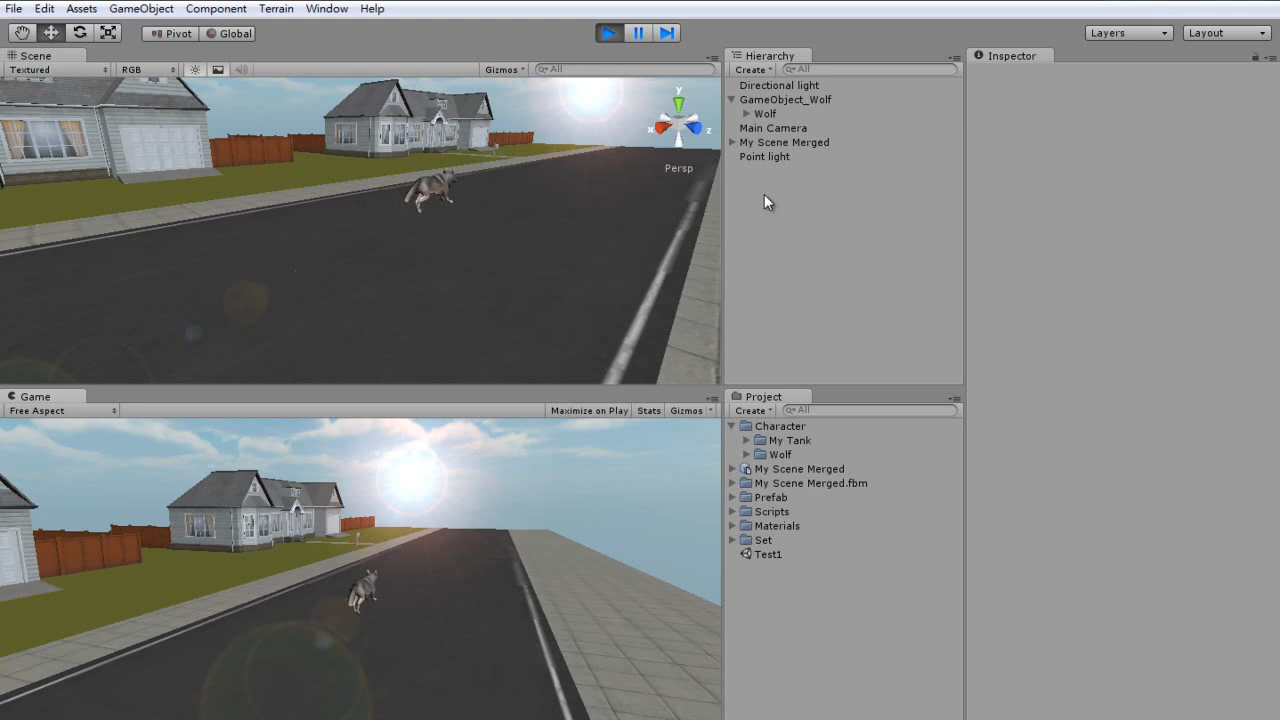 File Edit Assets GameObject Component Terrain Window Help
Pivot Global Layers Layout
Scene
Textured RGB Gizmos All
y
x z
Persp
Hierarchy
Create All
Directional light
GameObject_Wolf
Wolf
Main Camera
My Scene Merged
Point light
Inspector
Game
Free Aspect Maximize on Play Stats Gizmos
Project
Create All
Character
My Tank
Wolf
My Scene Merged
My Scene Merged.fbm
Prefab
Scripts
Materials
Set
Test1